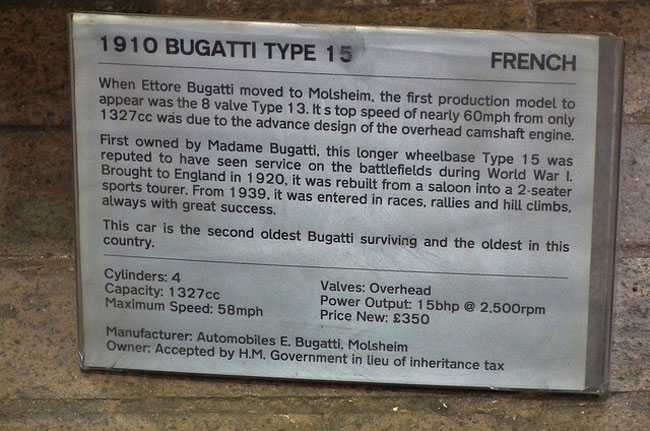 1910 BUGATTI TYPE 15
FRENCH
When Ettore Bugatti moved to Molsheim, the first production model to
appear was the 8 valve Type 13. It s top speed of nearly 60mph from only
1327cc was due to the advance design of the overhead camshaft engine.
First owned by Madame Bugatti, this longer wheelbase Type 15 was
reputed to have seen service on the battlefields during World War I.
Brought to England in 1920, it was rebuilt from a saloon into a 2-seater
sports tourer. From 1939, it was entered in races, rallies and hill climbs,
always with great success.
This car is the second oldest Bugatti surviving and the oldest in this
country.
Cylinders: 4
Capacity: 1327cc
Maximum Speed: 58mph
Valves: Overhead
Power Output: 15bhp @ 2,500rpm
Price New: £350
Manufacturer: Automobiles E. Bugatti, Molsheim
Owner: Accepted by H.M. Government in lieu of inheritance tax